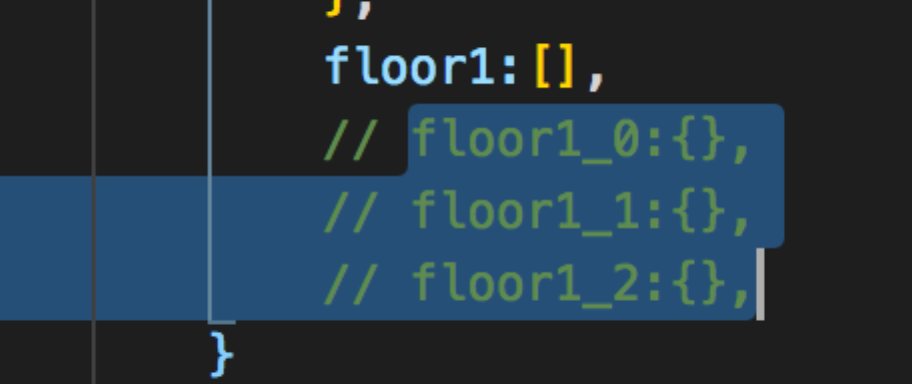 },
floor1:[],
// floor1_0:{},
// floor1_1:{},
// floor1_2:{},
}